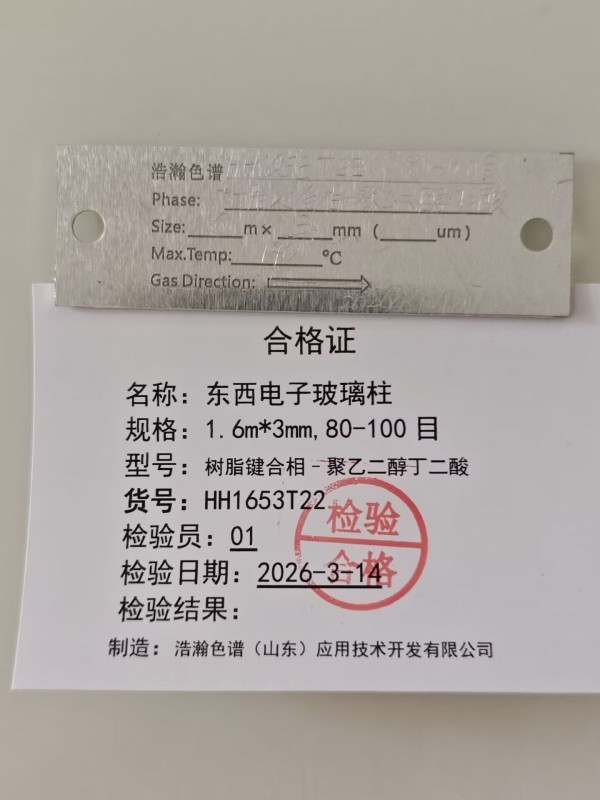 浩瀚色谱 HH1653T22
Phase:
Size: m× 3 mm ( um)
Max.Temp: ℃
Gas Direction:
合格证
名称：东西电子玻璃柱
规格：1.6m*3mm,80-100 目
型号：树脂键合相-聚乙二醇丁二酸
货号：HH1653T22
检验员：01
检验日期：2026-3-14
检验结果：
检验
合格
制造：浩瀚色谱（山东）应用技术开发有限公司